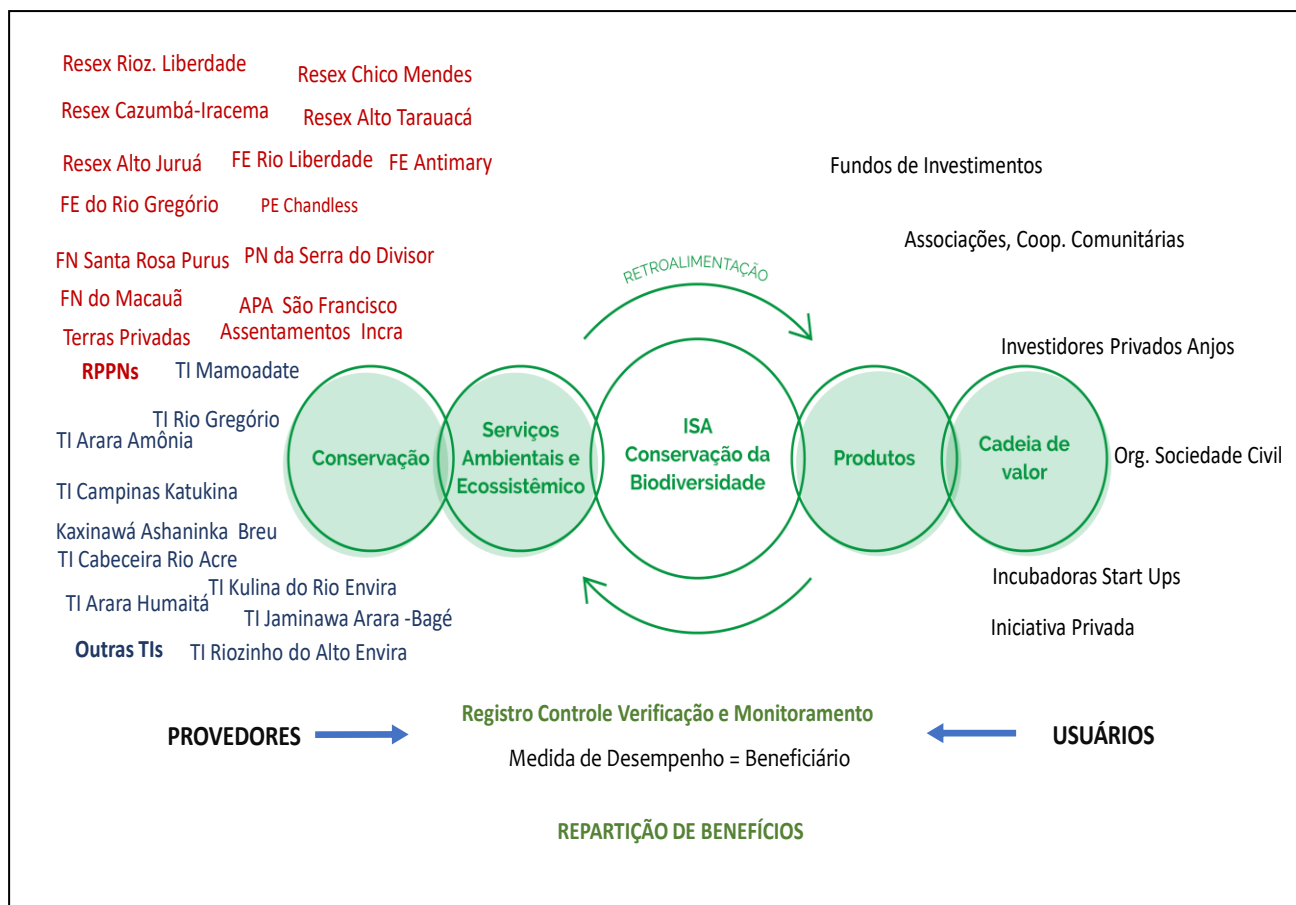 Resex Rioz. Liberdade
Resex Chico Mendes
Resex Cazumbá-Iracema
Resex Alto Tarauacá
Resex Alto Juruá
FE Rio Liberdade
FE Antimary
FE do Rio Gregório
PE Chandless
FN Santa Rosa Purus
PN da Serra do Divisor
FN do Macauã
APA São Francisco
Terras Privadas
Assentamentos Incra
RPPNs
TI Mamoadate
TI Rio Gregório
TI Arara Amônia
TI Campinas Katukina
Kaxinawá Ashaninka Breu
TI Cabeceira Rio Acre
TI Kulina do Rio Envira
TI Arara Humaitá
TI Jaminawa Arara -Bagé
Outras TIs
TI Riozinho do Alto Envira
RETROALIMENTAÇÃO
Conservação
Serviços
Ambientais e
Ecossistêmico
ISA
Conservação da
Biodiversidade
Produtos
Cadeia de
valor
Fundos de Investimentos
Associações, Coop. Comunitárias
Investidores Privados Anjos
Org. Sociedade Civil
Incubadoras Start Ups
Iniciativa Privada
PROVEDORES
Registro Controle Verificação e Monitoramento
Medida de Desempenho = Beneficiário
USUÁRIOS
REPARTIÇÃO DE BENEFÍCIOS